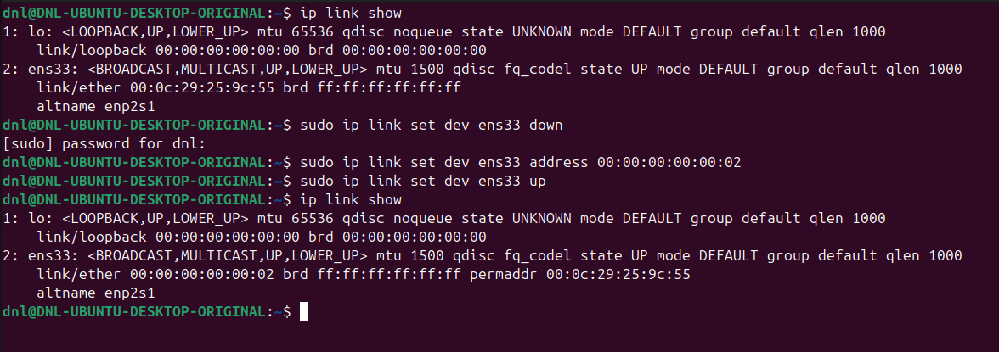 dnl@DNL-UBUNTU-DESKTOP-ORIGINAL:~$ ip link show
1: lo: <LOOPBACK,UP,LOWER_UP> mtu 65536 qdisc noqueue state UNKNOWN mode DEFAULT group default qlen 1000
    link/loopback 00:00:00:00:00:00 brd 00:00:00:00:00:00
2: ens33: <BROADCAST,MULTICAST,UP,LOWER_UP> mtu 1500 qdisc fq_codel state UP mode DEFAULT group default qlen 1000
    link/ether 00:0c:29:25:9c:55 brd ff:ff:ff:ff:ff:ff
    altname enp2s1
dnl@DNL-UBUNTU-DESKTOP-ORIGINAL:~$ sudo ip link set dev ens33 down
[sudo] password for dnl:
dnl@DNL-UBUNTU-DESKTOP-ORIGINAL:~$ sudo ip link set dev ens33 address 00:00:00:00:00:02
dnl@DNL-UBUNTU-DESKTOP-ORIGINAL:~$ sudo ip link set dev ens33 up
dnl@DNL-UBUNTU-DESKTOP-ORIGINAL:~$ ip link show
1: lo: <LOOPBACK,UP,LOWER_UP> mtu 65536 qdisc noqueue state UNKNOWN mode DEFAULT group default qlen 1000
    link/loopback 00:00:00:00:00:00 brd 00:00:00:00:00:00
2: ens33: <BROADCAST,MULTICAST,UP,LOWER_UP> mtu 1500 qdisc fq_codel state UP mode DEFAULT group default qlen 1000
    link/ether 00:00:00:00:00:02 brd ff:ff:ff:ff:ff:ff permaddr 00:0c:29:25:9c:55
    altname enp2s1
dnl@DNL-UBUNTU-DESKTOP-ORIGINAL:~$